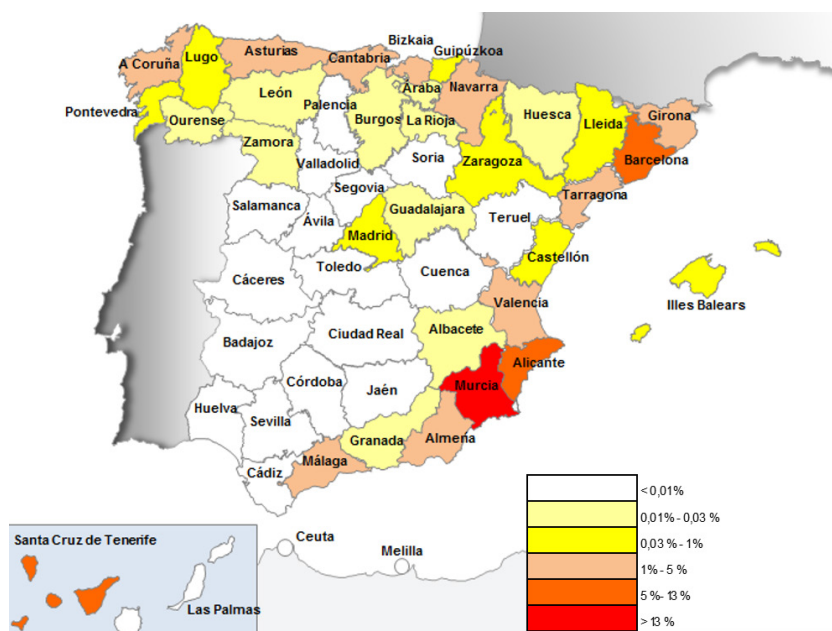 Bizkaia
Guipúzkoa
A Coruña
Lugo
Asturias
Cantabria
Navarra
Pontevedra
Ourense
León
Palencia
Burgos
Áraba
La Rioja
Huesca
Lleida
Girona
Barcelona
Zamora
Valladolid
Soria
Zaragoza
Tarragona
Segovia
Salamanca
Ávila
Guadalajara
Teruel
Madrid
Castellón
Toledo
Cuenca
Cáceres
Valencia
Illes Balears
Badajoz
Ciudad Real
Albacete
Alicante
Córdoba
Jaén
Murcia
Huelva
Sevilla
Granada
Almería
Málaga
Cádiz
< 0,01%
0,01% - 0,03 %
0,03 % - 1%
1% - 5 %
5%- 13 %
> 13 %
Santa Cruz de Tenerife
Las Palmas
Ceuta
Melilla